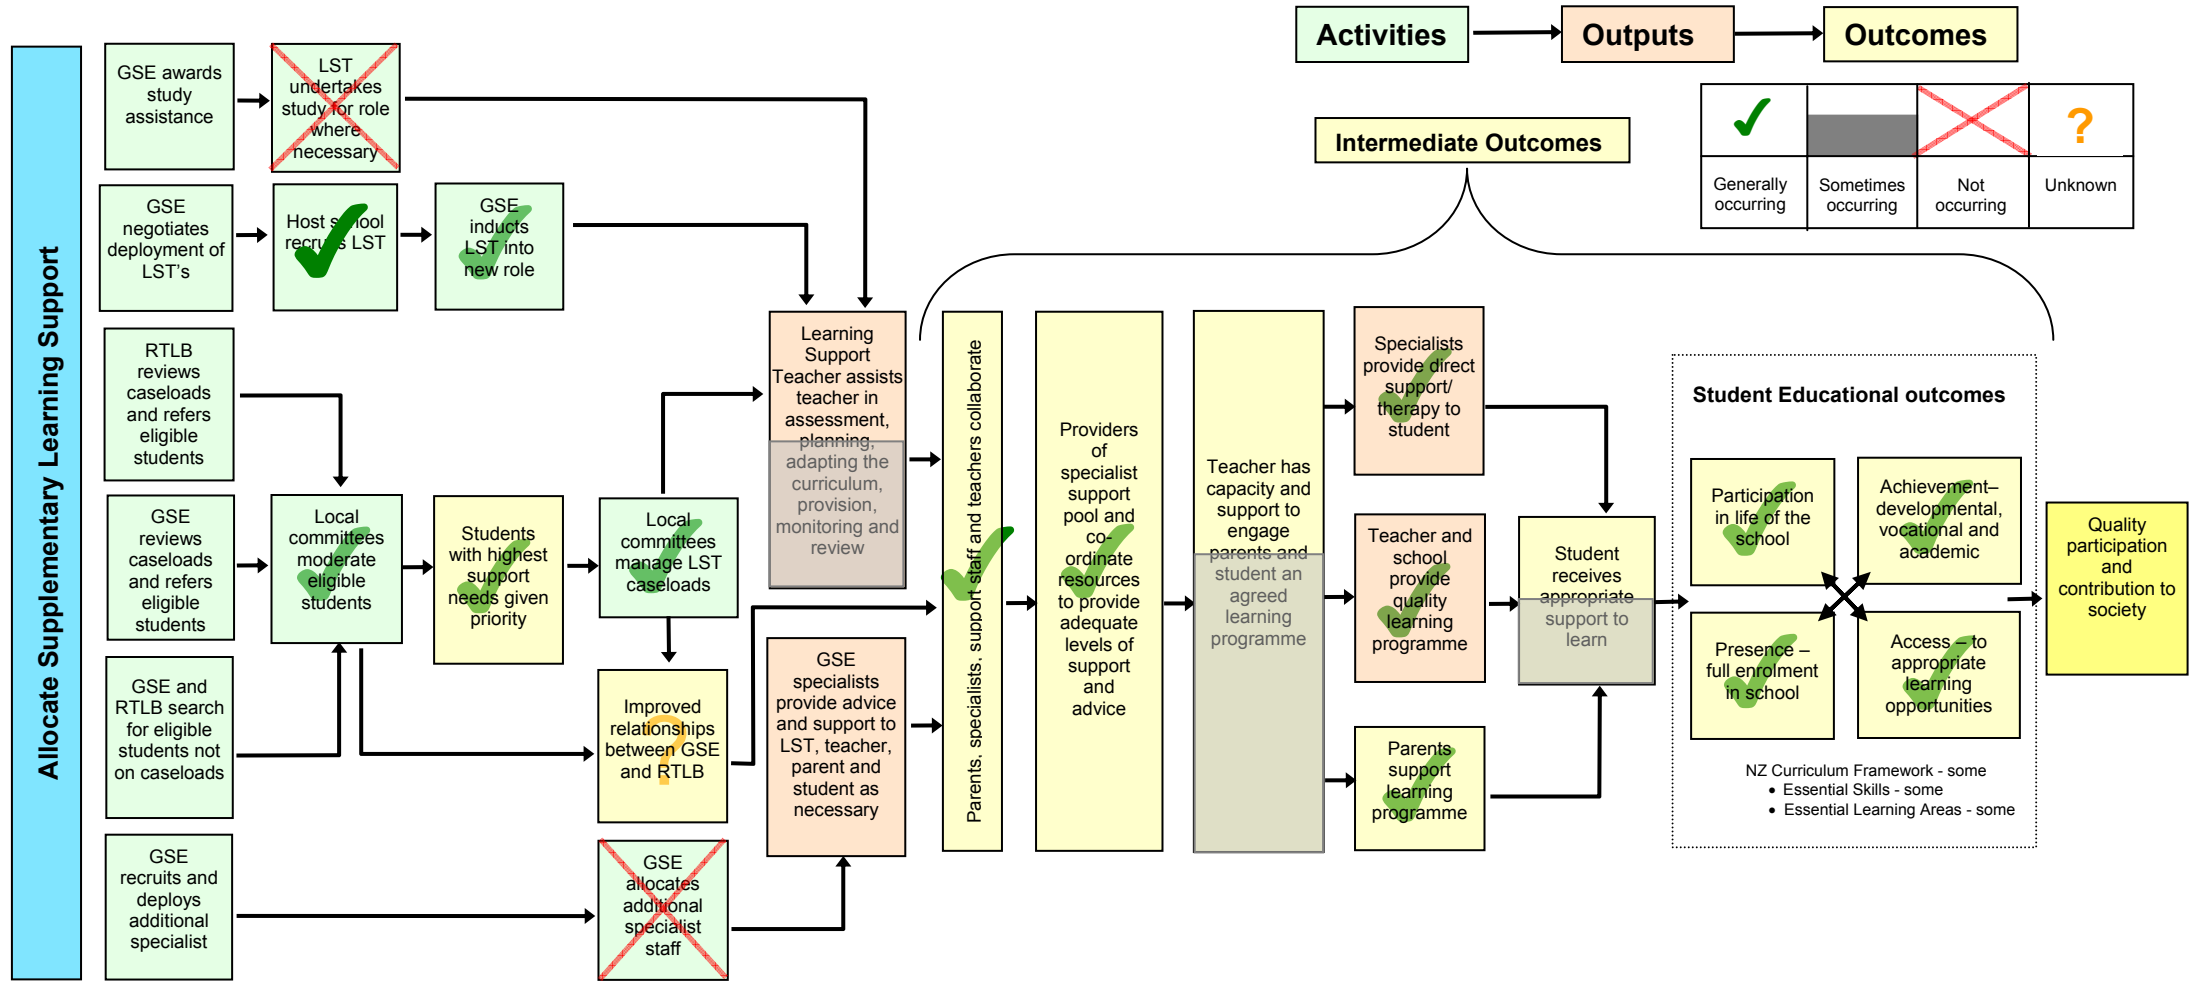 Activities
Outputs
Outcomes
Generally
occurring
Sometimes
occurring
Not
occurring
?
Unknown
Intermediate Outcomes
Allocate Supplementary Learning Support
GSE awards
study
assistance
LST
undertakes
study for role
where
necessary
GSE
negotiates
deployment of
LST's
Host school
recruits LST
GSE
inducts
LST into
new role
RTLB
reviews
caseloads
and refers
eligible
students
GSE
reviews
caseloads
and refers
eligible
students
GSE and
RTLB search
for eligible
students not
on caseloads
GSE
recruits and
deploys
additional
specialist
Local
committees
moderate
eligible
students
Students
with highest
support
needs given
priority
Local
committees
manage LST
caseloads
Improved
relationships
between GSE
and RTLB
?
GSE
allocates
additional
specialist
staff
Learning
Support
Teacher assists
teacher in
assessment,
planning,
adapting the
curriculum,
provision,
monitoring and
review
GSE
specialists
provide advice
and support to
LST, teacher,
parent and
student as
necessary
Parents, specialists, support staff and teachers collaborate
Providers
of
specialist
support
pool and
co-
ordinate
resources
to provide
adequate
levels of
support
and
advice
Teacher has
capacity and
support to
engage
parents and
student an
agreed
learning
programme
Specialists
provide direct
support/
therapy to
student
Teacher and
school
provide
quality
learning
programme
Parents
support
learning
programme
Student
receives
appropriate
support to
learn
Student Educational outcomes
Participation
in life of the
school
Achievement–
developmental,
vocational and
academic
Presence –
full enrolment
in school
Access – to
appropriate
learning
opportunities
NZ Curriculum Framework - some
• Essential Skills - some
• Essential Learning Areas - some
Quality
participation
and
contribution to
society